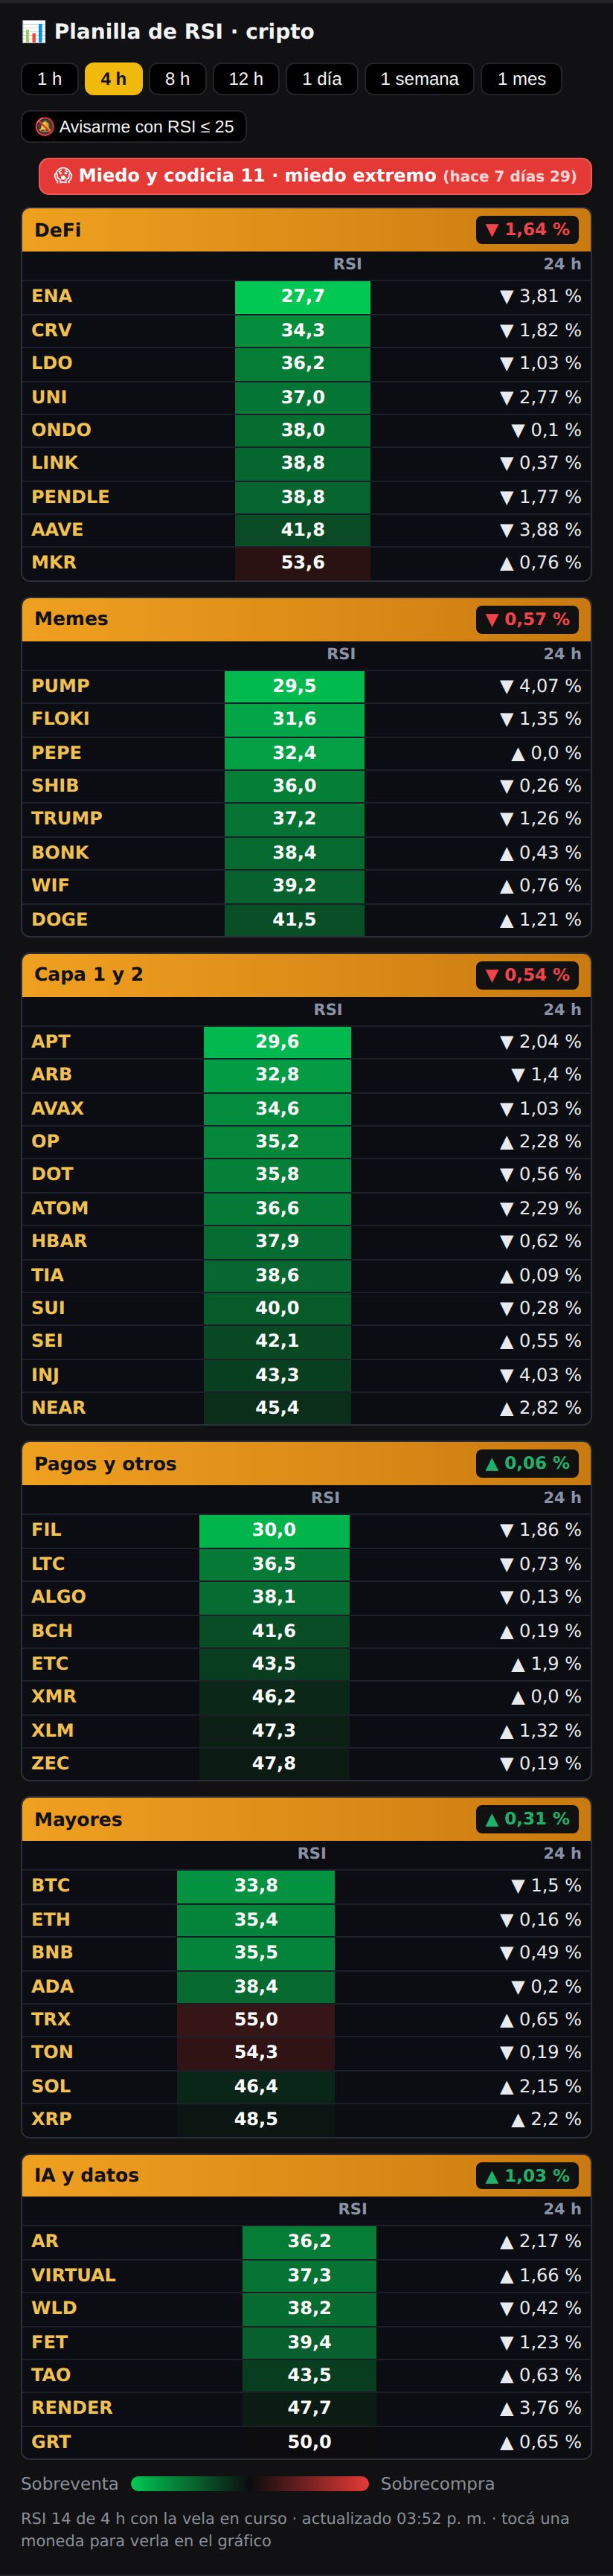 📊 Planilla de RSI · cripto
1 h 4 h 8 h 12 h 1 día 1 semana 1 mes
🔕 Avisarme con RSI ≤ 25
😱 Miedo y codicia 11 · miedo extremo (hace 7 días 29)
DeFi ▼ 1,64 %
RSI 24 h
ENA 27,7 ▼ 3,81 %
CRV 34,3 ▼ 1,82 %
LDO 36,2 ▼ 1,03 %
UNI 37,0 ▼ 2,77 %
ONDO 38,0 ▼ 0,1 %
LINK 38,8 ▼ 0,37 %
PENDLE 38,8 ▼ 1,77 %
AAVE 41,8 ▼ 3,88 %
MKR 53,6 ▲ 0,76 %
Memes ▼ 0,57 %
RSI 24 h
PUMP 29,5 ▼ 4,07 %
FLOKI 31,6 ▼ 1,35 %
PEPE 32,4 ▲ 0,0 %
SHIB 36,0 ▼ 0,26 %
TRUMP 37,2 ▼ 1,26 %
BONK 38,4 ▲ 0,43 %
WIF 39,2 ▲ 0,76 %
DOGE 41,5 ▲ 1,21 %
Capa 1 y 2 ▼ 0,54 %
RSI 24 h
APT 29,6 ▼ 2,04 %
ARB 32,8 ▼ 1,4 %
AVAX 34,6 ▼ 1,03 %
OP 35,2 ▲ 2,28 %
DOT 35,8 ▼ 0,56 %
ATOM 36,6 ▼ 2,29 %
HBAR 37,9 ▼ 0,62 %
TIA 38,6 ▲ 0,09 %
SUI 40,0 ▼ 0,28 %
SEI 42,1 ▲ 0,55 %
INJ 43,3 ▼ 4,03 %
NEAR 45,4 ▲ 2,82 %
Pagos y otros ▲ 0,06 %
RSI 24 h
FIL 30,0 ▼ 1,86 %
LTC 36,5 ▼ 0,73 %
ALGO 38,1 ▼ 0,13 %
BCH 41,6 ▲ 0,19 %
ETC 43,5 ▲ 1,9 %
XMR 46,2 ▲ 0,0 %
XLM 47,3 ▲ 1,32 %
ZEC 47,8 ▼ 0,19 %
Mayores ▲ 0,31 %
RSI 24 h
BTC 33,8 ▼ 1,5 %
ETH 35,4 ▼ 0,16 %
BNB 35,5 ▼ 0,49 %
ADA 38,4 ▼ 0,2 %
TRX 55,0 ▲ 0,65 %
TON 54,3 ▼ 0,19 %
SOL 46,4 ▲ 2,15 %
XRP 48,5 ▲ 2,2 %
IA y datos ▲ 1,03 %
RSI 24 h
AR 36,2 ▲ 2,17 %
VIRTUAL 37,3 ▲ 1,66 %
WLD 38,2 ▼ 0,42 %
FET 39,4 ▼ 1,23 %
TAO 43,5 ▲ 0,63 %
RENDER 47,7 ▲ 3,76 %
GRT 50,0 ▲ 0,65 %
Sobreventa Sobrecompra
RSI 14 de 4 h con la vela en curso · actualizado 03:52 p. m. · tocá una
moneda para verla en el gráfico